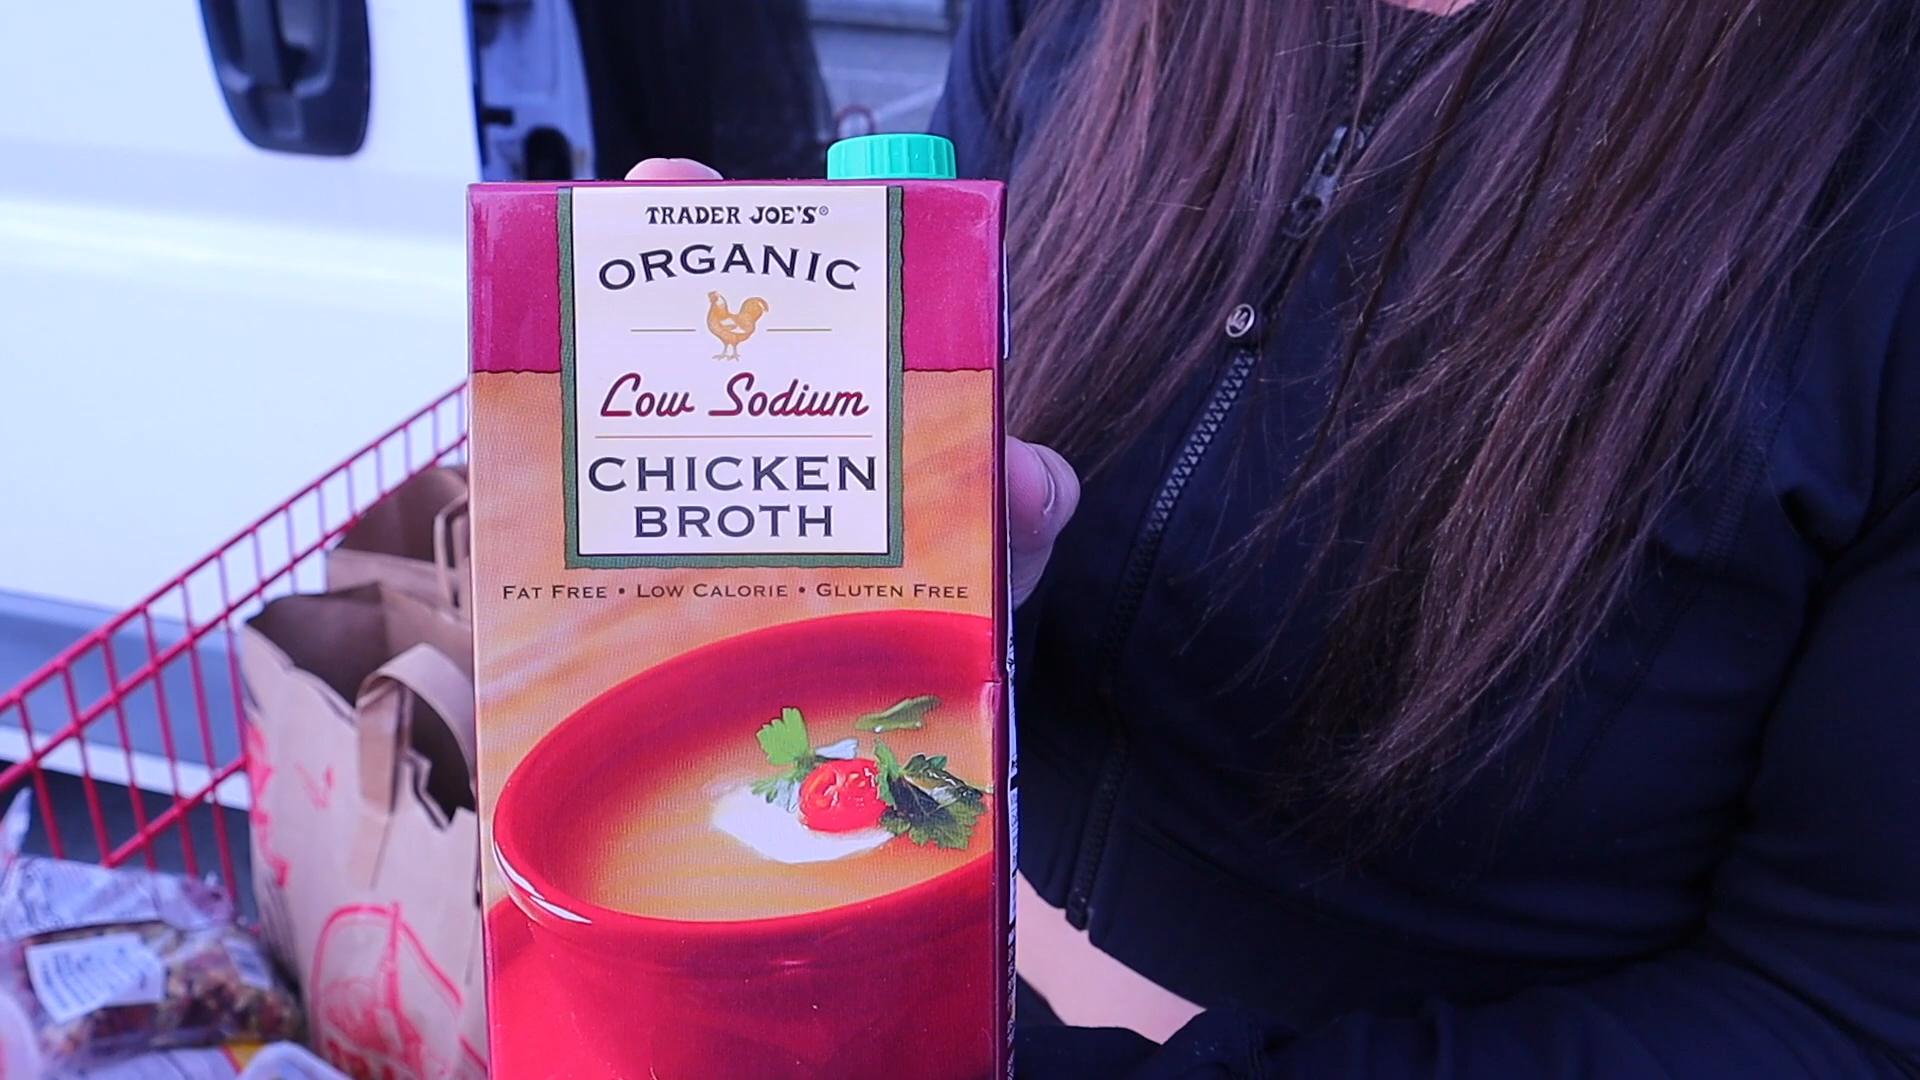 TRADER JOE'S®
ORGANIC
Low Sodium
CHICKEN
BROTH
FAT FREE • LOW CALORIE • GLUTEN FREE